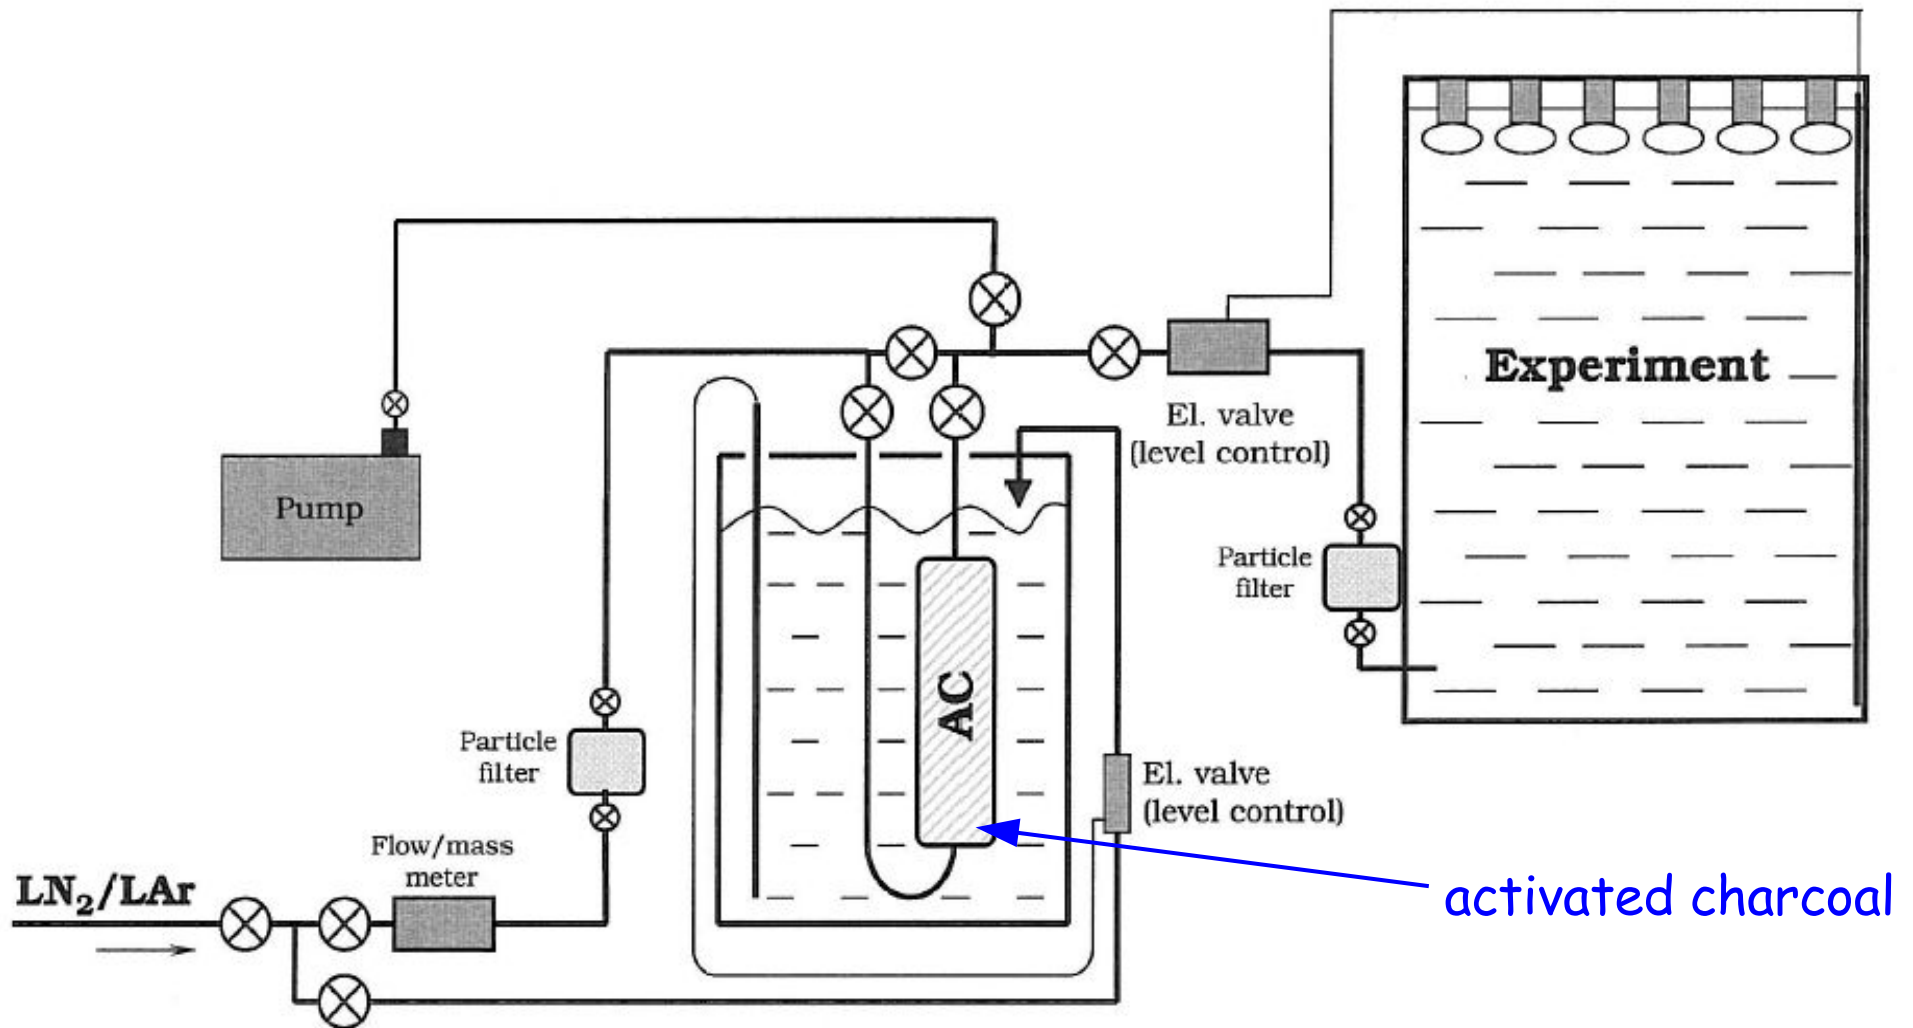 Experiment
El. valve
(level control)
Pump
Particle
filter
AC
Particle
filter
El. valve
(level control)
Flow/mass
meter
LN₂/LAr
activated charcoal